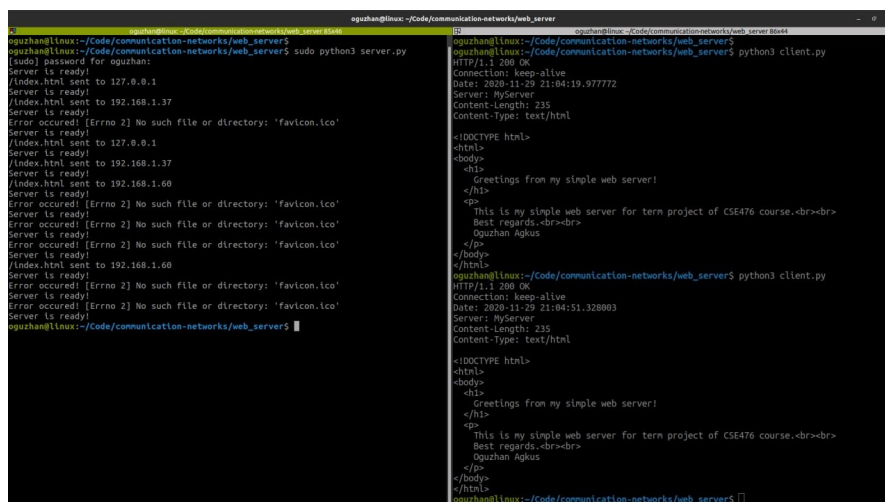 oguzhan@linux: ~/Code/communication-networks/web_server
oguzhan@linux: ~/Code/communication-networks/web_server 85x46
oguzhan@linux:~/Code/communication-networks/web_server$
oguzhan@linux:~/Code/communication-networks/web_server$ sudo python3 server.py
[sudo] password for oguzhan:
Server is ready!
/index.html sent to 127.0.0.1
Server is ready!
/index.html sent to 192.168.1.37
Server is ready!
Error occured! [Errno 2] No such file or directory: 'favicon.ico'
Server is ready!
/index.html sent to 127.0.0.1
Server is ready!
/index.html sent to 192.168.1.37
Server is ready!
/index.html sent to 192.168.1.60
Server is ready!
Error occured! [Errno 2] No such file or directory: 'favicon.ico'
Server is ready!
Error occured! [Errno 2] No such file or directory: 'favicon.ico'
Server is ready!
Error occured! [Errno 2] No such file or directory: 'favicon.ico'
Server is ready!
/index.html sent to 192.168.1.60
Server is ready!
Error occured! [Errno 2] No such file or directory: 'favicon.ico'
Server is ready!
Error occured! [Errno 2] No such file or directory: 'favicon.ico'
Server is ready!
oguzhan@linux:~/Code/communication-networks/web_server$
oguzhan@linux: ~/Code/communication-networks/web_server 86x44
oguzhan@linux:~/Code/communication-networks/web_server$
oguzhan@linux:~/Code/communication-networks/web_server$ python3 client.py
HTTP/1.1 200 OK
Connection: keep-alive
Date: 2020-11-29 21:04:19.977772
Server: MyServer
Content-Length: 235
Content-Type: text/html
<!DOCTYPE html>
<html>
<body>
<h1>
Greetings from my simple web server!
</h1>
<p>
This is my simple web server for term project of CSE476 course.<br><br>
Best regards.<br><br>
Oguzhan Agkus
</p>
</body>
</html>
oguzhan@linux:~/Code/communication-networks/web_server$ python3 client.py
HTTP/1.1 200 OK
Connection: keep-alive
Date: 2020-11-29 21:04:51.328003
Server: MyServer
Content-Length: 235
Content-Type: text/html
<!DOCTYPE html>
<html>
<body>
<h1>
Greetings from my simple web server!
</h1>
<p>
This is my simple web server for term project of CSE476 course.<br><br>
Best regards.<br><br>
Oguzhan Agkus
</p>
</body>
</html>
oguzhan@linux:~/Code/communication-networks/web_server$